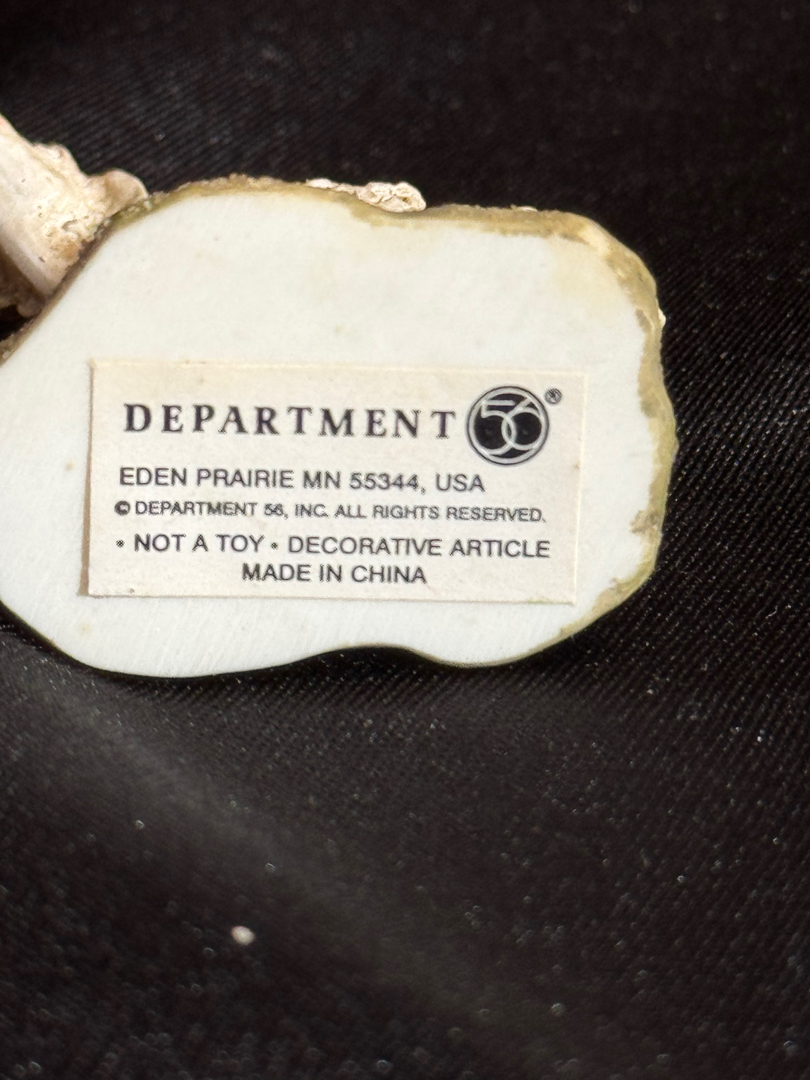 DEPARTMENT 56®
EDEN PRAIRIE MN 55344, USA
© DEPARTMENT 56, INC. ALL RIGHTS RESERVED.
• NOT A TOY • DECORATIVE ARTICLE
MADE IN CHINA